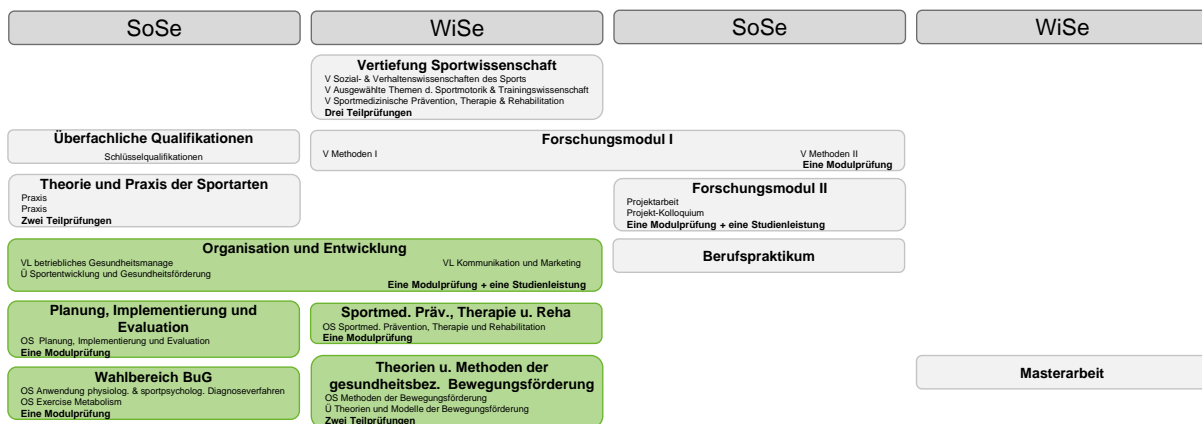 SoSe
WiSe
SoSe
WiSe
Vertiefung Sportwissenschaft
V Sozial- & Verhaltenswissenschaften des Sports
V Ausgewählte Themen d. Sportmotorik & Trainingswissenschaft
V Sportmedizinische Prävention, Therapie & Rehabilitation
Drei Teilprüfungen
Überfachliche Qualifikationen
Schlüsselqualifikationen
Forschungsmodul I
V Methoden I
V Methoden II
Eine Modulprüfung
Theorie und Praxis der Sportarten
Praxis
Praxis
Zwei Teilprüfungen
Forschungsmodul II
Projektarbeit
Projekt-Kolloquium
Eine Modulprüfung + eine Studienleistung
Organisation und Entwicklung
VL betriebliches Gesundheitsmanage
VL Kommunikation und Marketing
Ü Sportentwicklung und Gesundheitsförderung
Eine Modulprüfung + eine Studienleistung
Berufspraktikum
Planung, Implementierung und
Evaluation
OS Planung, Implementierung und Evaluation
Eine Modulprüfung
Sportmed. Präv., Therapie u. Reha
OS Sportmed. Prävention, Therapie und Rehabilitation
Eine Modulprüfung
Wahlbereich BuG
OS Anwendung physiolog. & sportpsycholog. Diagnoseverfahren
OS Exercise Metabolism
Eine Modulprüfung
Theorien u. Methoden der
gesundheitsbez. Bewegungsförderung
OS Methoden der Bewegungsförderung
Ü Theorien und Modelle der Bewegungsförderung
Zwei Teilprüfungen
Masterarbeit